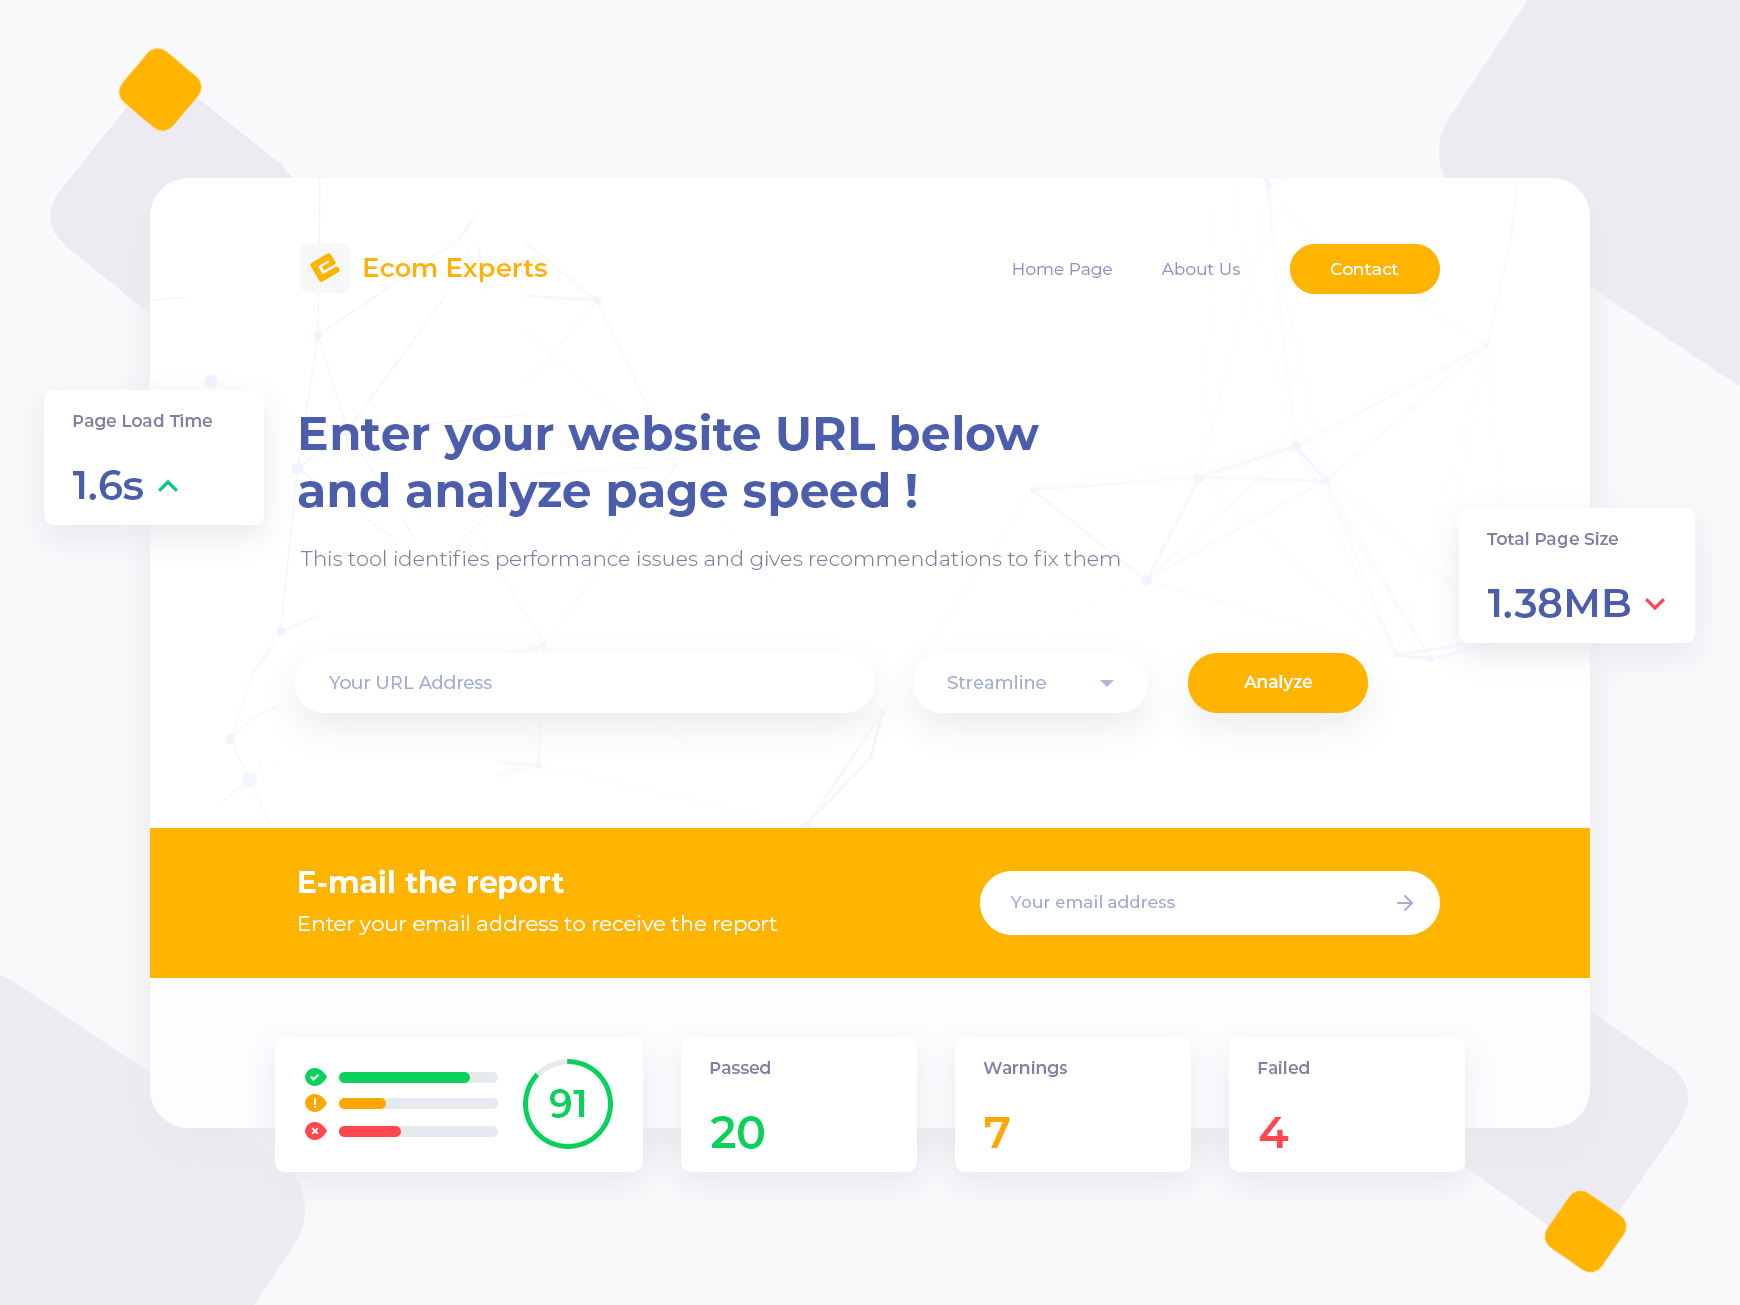 Ecom Experts
Home Page
About Us
Contact
Page Load Time
1.6s
Enter your website URL below
and analyze page speed !
This tool identifies performance issues and gives recommendations to fix them
Total Page Size
1.38MB
Your URL Address
Streamline
Analyze
E-mail the report
Enter your email address to receive the report
Your email address
91
Passed
20
Warnings
7
Failed
4